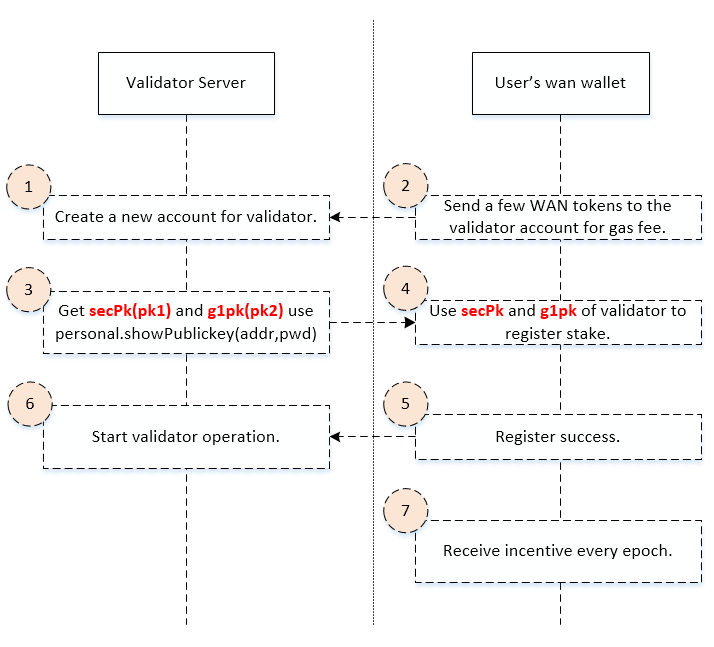 Validator Server
User's wan wallet
1
Create a new account for validator.
2
Send a few WAN tokens to the
validator account for gas fee.
3
Get secPk(pk1) and g1pk(pk2) use
personal.showPublickey(addr,pwd)
4
Use secPk and g1pk of validator to
register stake.
6
Start validator operation.
5
Register success.
7
Receive incentive every epoch.